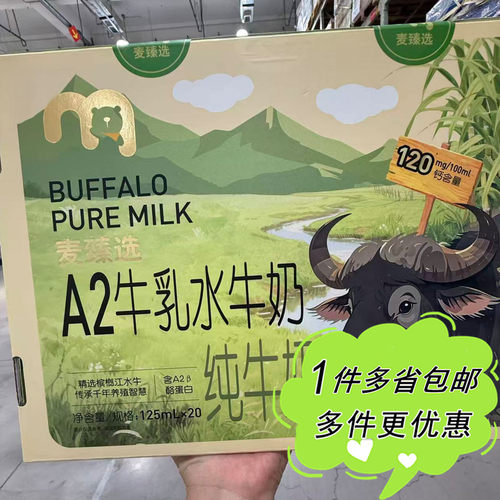 麦臻选
麦臻选
BUFFALO
PURE MILK
麦臻选
120 mg/100ml
钙含量
A2牛乳水牛奶
纯牛
精选槟榔江水牛
传承千年养殖智慧
含A2β
酪蛋白
净含量/规格:125mL×20
1件多省包邮
多件更优惠